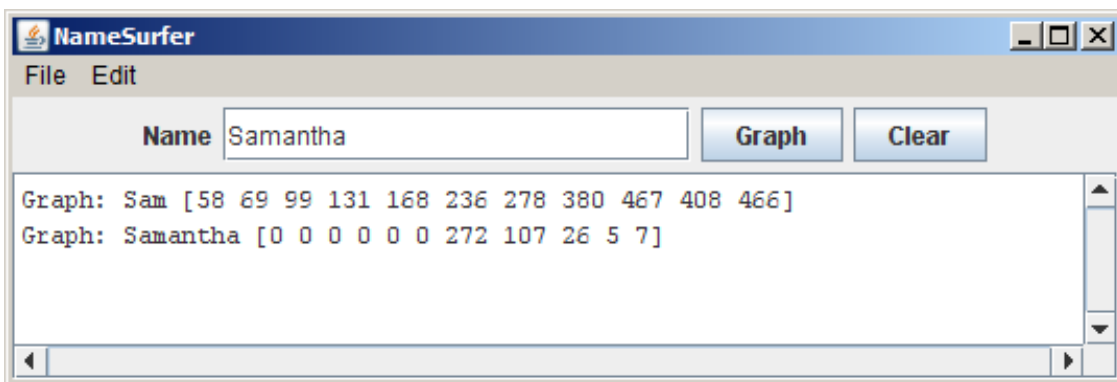 NameSurfer
File Edit
Name Samantha Graph Clear
Graph: Sam [58 69 99 131 168 236 278 380 467 408 466]
Graph: Samantha [0 0 0 0 0 0 272 107 26 5 7]